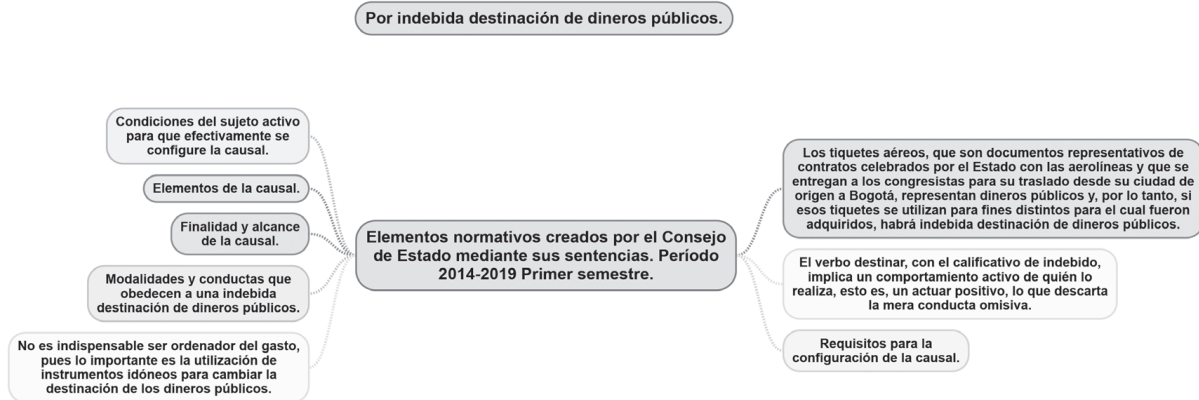 Por indebida destinación de dineros públicos.
Condiciones del sujeto activo
para que efectivamente se
configure la causal.
Elementos de la causal.
Finalidad y alcance
de la causal.
Modalidades y conductas que
obedecen a una indebida
destinación de dineros públicos.
No es indispensable ser ordenador del gasto,
pues lo importante es la utilización de
instrumentos idóneos para cambiar la
destinación de los dineros públicos.
Elementos normativos creados por el Consejo
de Estado mediante sus sentencias. Período
2014-2019 Primer semestre.
Los tiquetes aéreos, que son documentos representativos de
contratos celebrados por el Estado con las aerolíneas y que se
entregan a los congresistas para su traslado desde su ciudad de
origen a Bogotá, representan dineros públicos y, por lo tanto, si
esos tiquetes se utilizan para fines distintos para el cual fueron
adquiridos, habrá indebida destinación de dineros públicos.
El verbo destinar, con el calificativo de indebido,
implica un comportamiento activo de quién lo
realiza, esto es, un actuar positivo, lo que descarta
la mera conducta omisiva.
Requisitos para la
configuración de la causal.